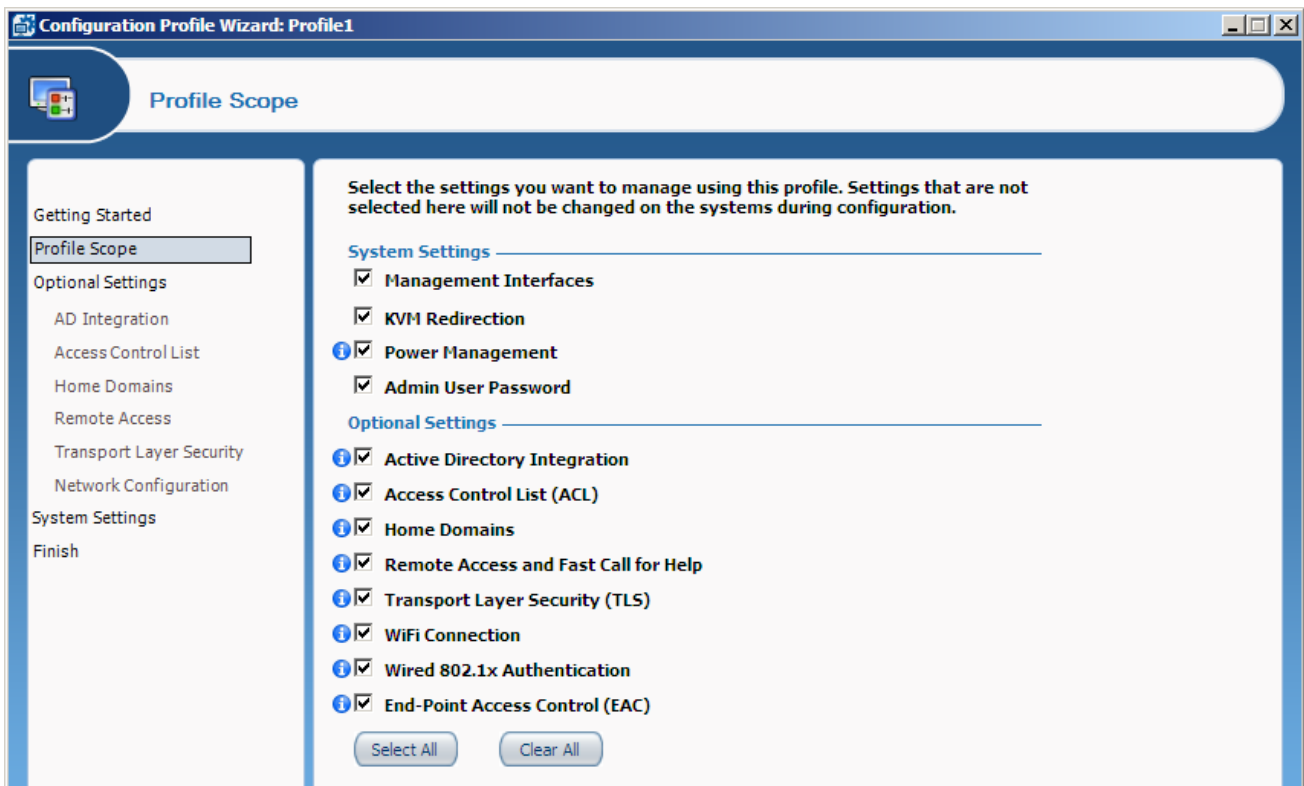 Configuration Profile Wizard: Profile1
Profile Scope
Getting Started
Profile Scope
Optional Settings
AD Integration
Access Control List
Home Domains
Remote Access
Transport Layer Security
Network Configuration
System Settings
Finish
Select the settings you want to manage using this profile. Settings that are not
selected here will not be changed on the systems during configuration.
System Settings
Management Interfaces
KVM Redirection
Power Management
Admin User Password
Optional Settings
Active Directory Integration
Access Control List (ACL)
Home Domains
Remote Access and Fast Call for Help
Transport Layer Security (TLS)
WiFi Connection
Wired 802.1x Authentication
End-Point Access Control (EAC)
Select All
Clear All